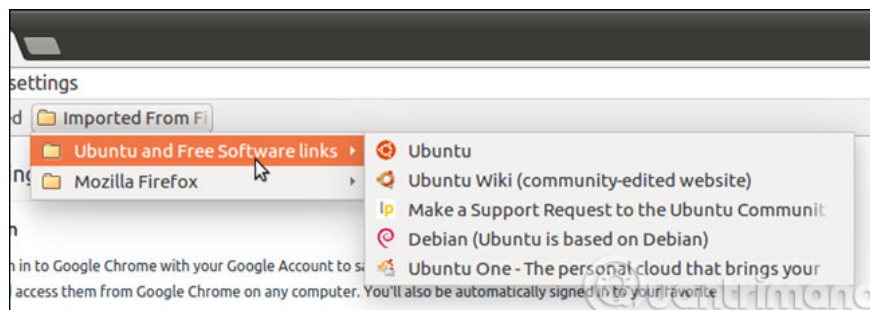 settings
d Imported From Fi
Ubuntu and Free Software links
Mozilla Firefox
Ubuntu
Ubuntu Wiki (community-edited website)
lp Make a Support Request to the Ubuntu Communit
Debian (Ubuntu is based on Debian)
Ubuntu One - The personal cloud that brings your
n
n in to Google Chrome with your Google Account to sa
access them from Google Chrome on any computer. You'll also be automatically signed in to your favorite